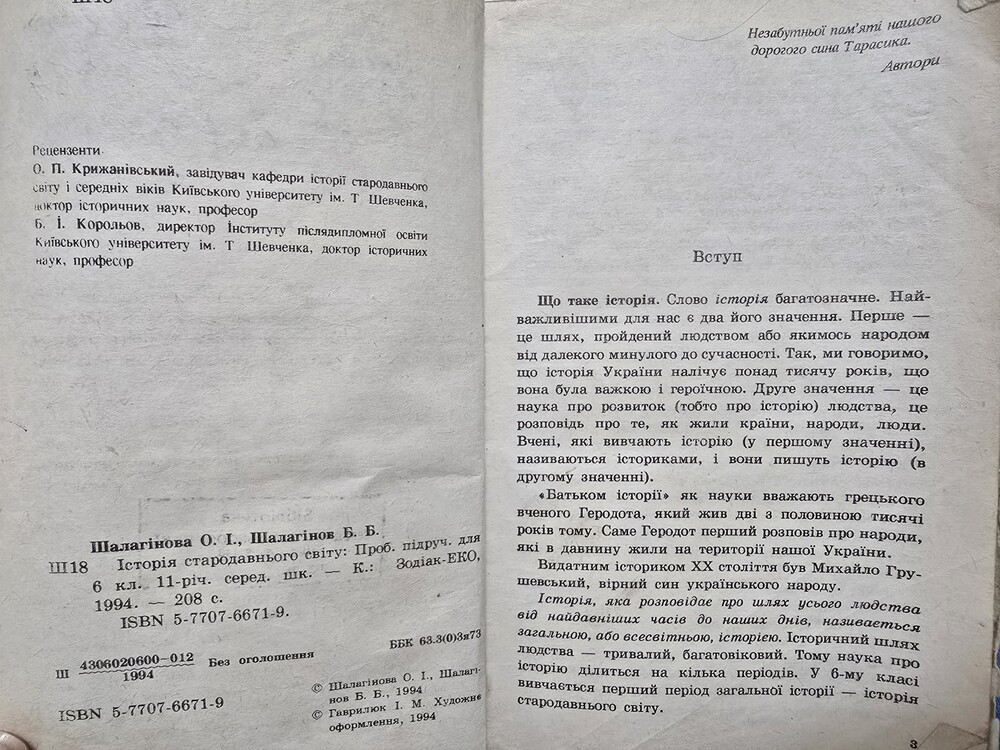 Ш18
Рецензенти
О. П. Крижанівський, завідувач кафедри історії стародавнього
світу і середніх віків Київського університету ім. Т Шевченка,
доктор історичних наук, професор
Б. І. Корольов, директор Інституту післядипломної освіти
Київського університету ім. Т Шевченка, доктор історичних
наук, професор
Шалагінова О. І., Шалагінов Б. Б.
Ш18 Історія стародавнього світу: Проб. підруч. для
6 кл. 11-річ. серед. шк. — К.: Зодіак-ЕКО,
1994. — 208 с.
ISBN 5-7707-6671-9.
ББК 63.3(0)3я73
Ш 4306020600—012 Без оголошення
1994
ISBN 5-7707-6671-9
© Шалагінова О. І., Шалагі-
нов Б. Б., 1994
© Гаврилюк І. М. Художнє
оформлення, 1994
Незабутньої пам'яті нашого
дорогого сина Тарасика.
Автори
Вступ
Що таке історія. Слово історія багатозначне. Най-
важливішими для нас є два його значення. Перше —
це шлях, пройдений людством або якимось народом
від далекого минулого до сучасності. Так, ми говоримо,
що історія України налічує понад тисячу років, що
вона була важкою і героїчною. Друге значення — це
наука про розвиток (тобто про історію) людства, це
розповідь про те, як жили країни, народи, люди.
Вчені, які вивчають історію (у першому значенні),
називаються істориками, і вони пишуть історію (в
другому значенні).
«Батьком історії» як науки вважають грецького
вченого Геродота, який жив дві з половиною тисячі
років тому. Саме Геродот перший розповів про народи,
які в давнину жили на території нашої України.
Видатним істориком XX століття був Михайло Гру-
шевський, вірний син українського народу.
Історія, яка розповідає про шлях усього людства
від найдавніших часів до наших днів, називається
загальною, або всесвітньою, історією. Історичний шлях
людства — тривалий, багатовіковий. Тому наука про
історію ділиться на кілька періодів. У 6-му класі
вивчається перший період загальної історії — історія
стародавнього світу.
3